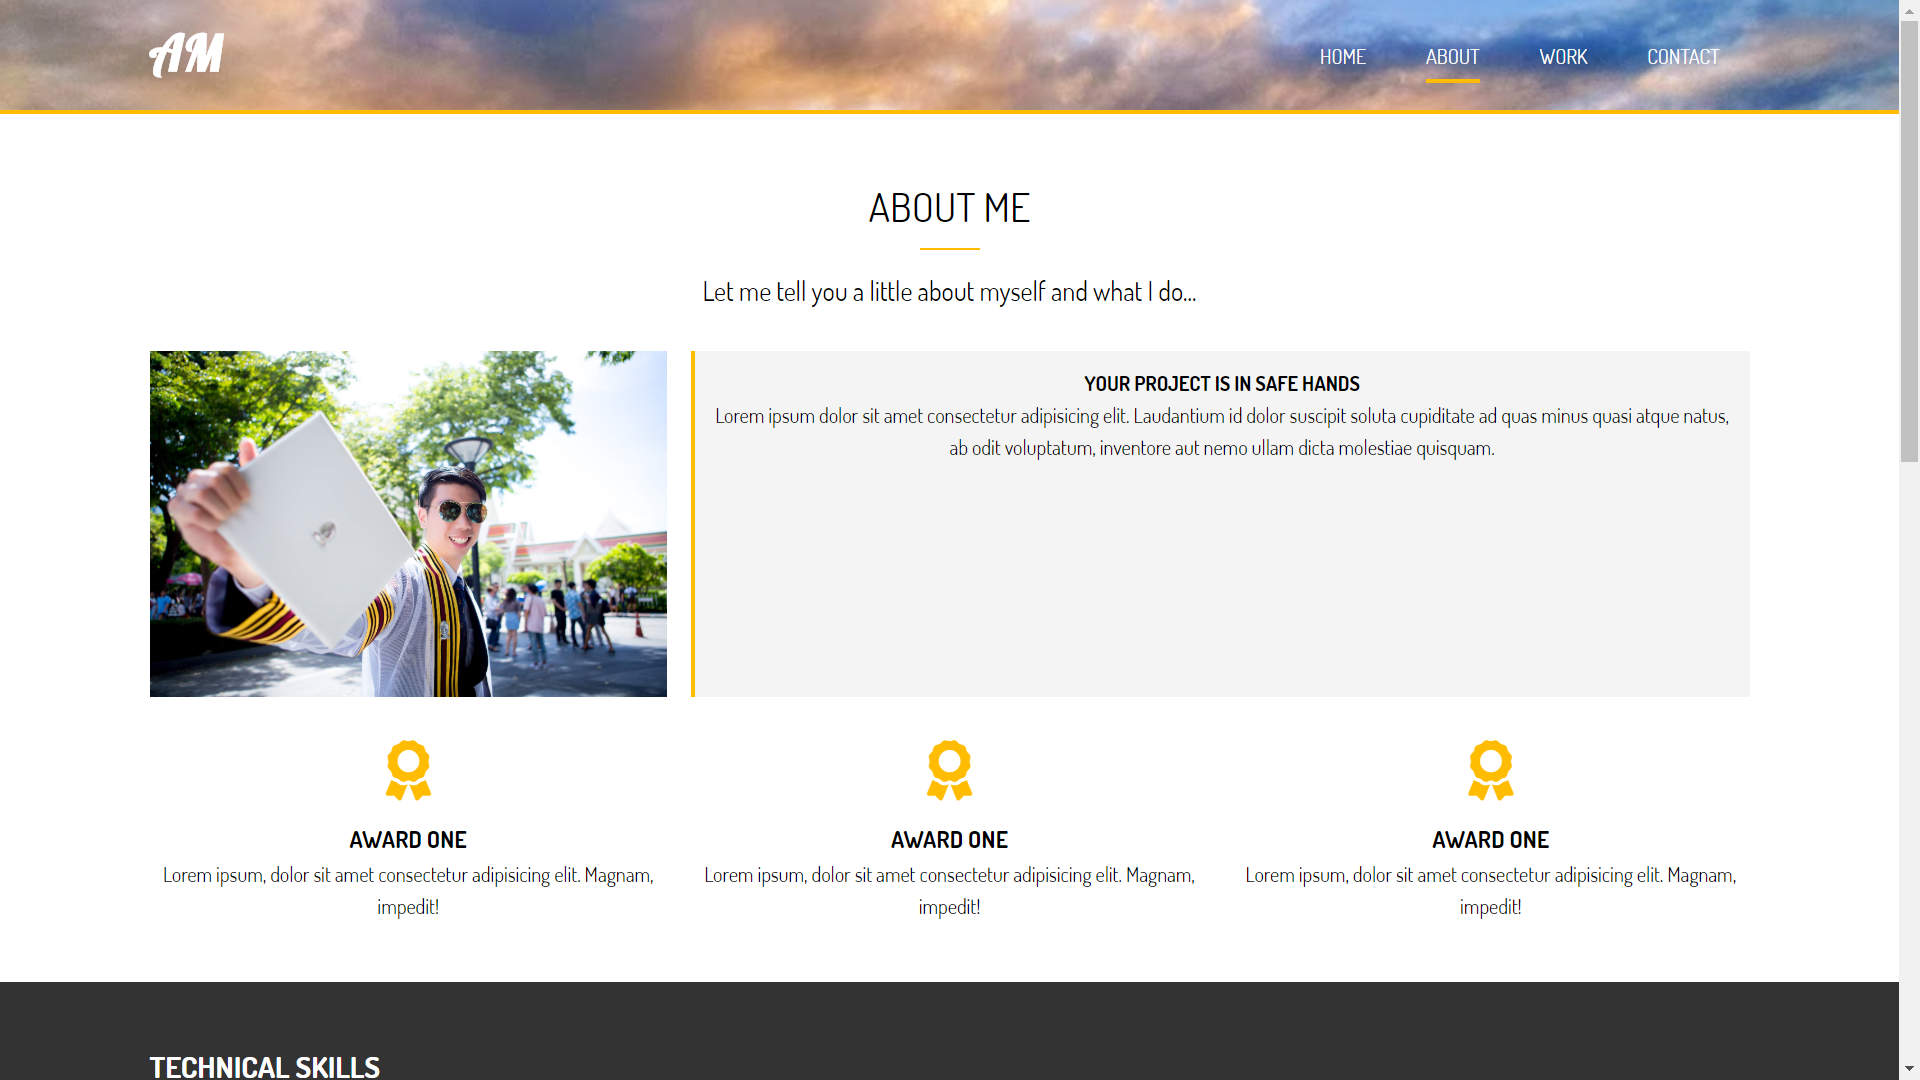 AM
HOME ABOUT WORK CONTACT
ABOUT ME
Let me tell you a little about myself and what I do...
YOUR PROJECT IS IN SAFE HANDS
Lorem ipsum dolor sit amet consectetur adipisicing elit. Laudantium id dolor suscipit soluta cupiditate ad quas minus quasi atque natus,
ab odit voluptatum, inventore aut nemo ullam dicta molestiae quisquam.
AWARD ONE
Lorem ipsum, dolor sit amet consectetur adipisicing elit. Magnam,
impedit!
AWARD ONE
Lorem ipsum, dolor sit amet consectetur adipisicing elit. Magnam,
impedit!
AWARD ONE
Lorem ipsum, dolor sit amet consectetur adipisicing elit. Magnam,
impedit!
TECHNICAL SKILLS